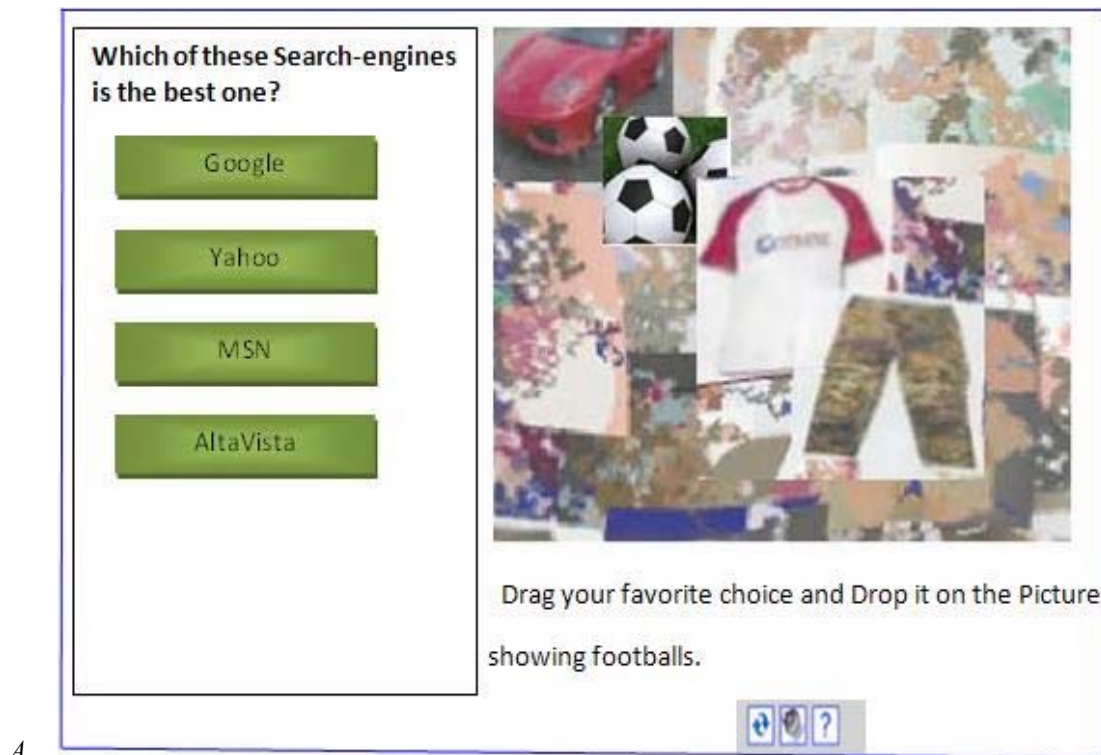 Which of these Search-engines
is the best one?
Google
Yahoo
MSN
AltaVista
Drag your favorite choice and Drop it on the Picture
showing footballs.
?
A